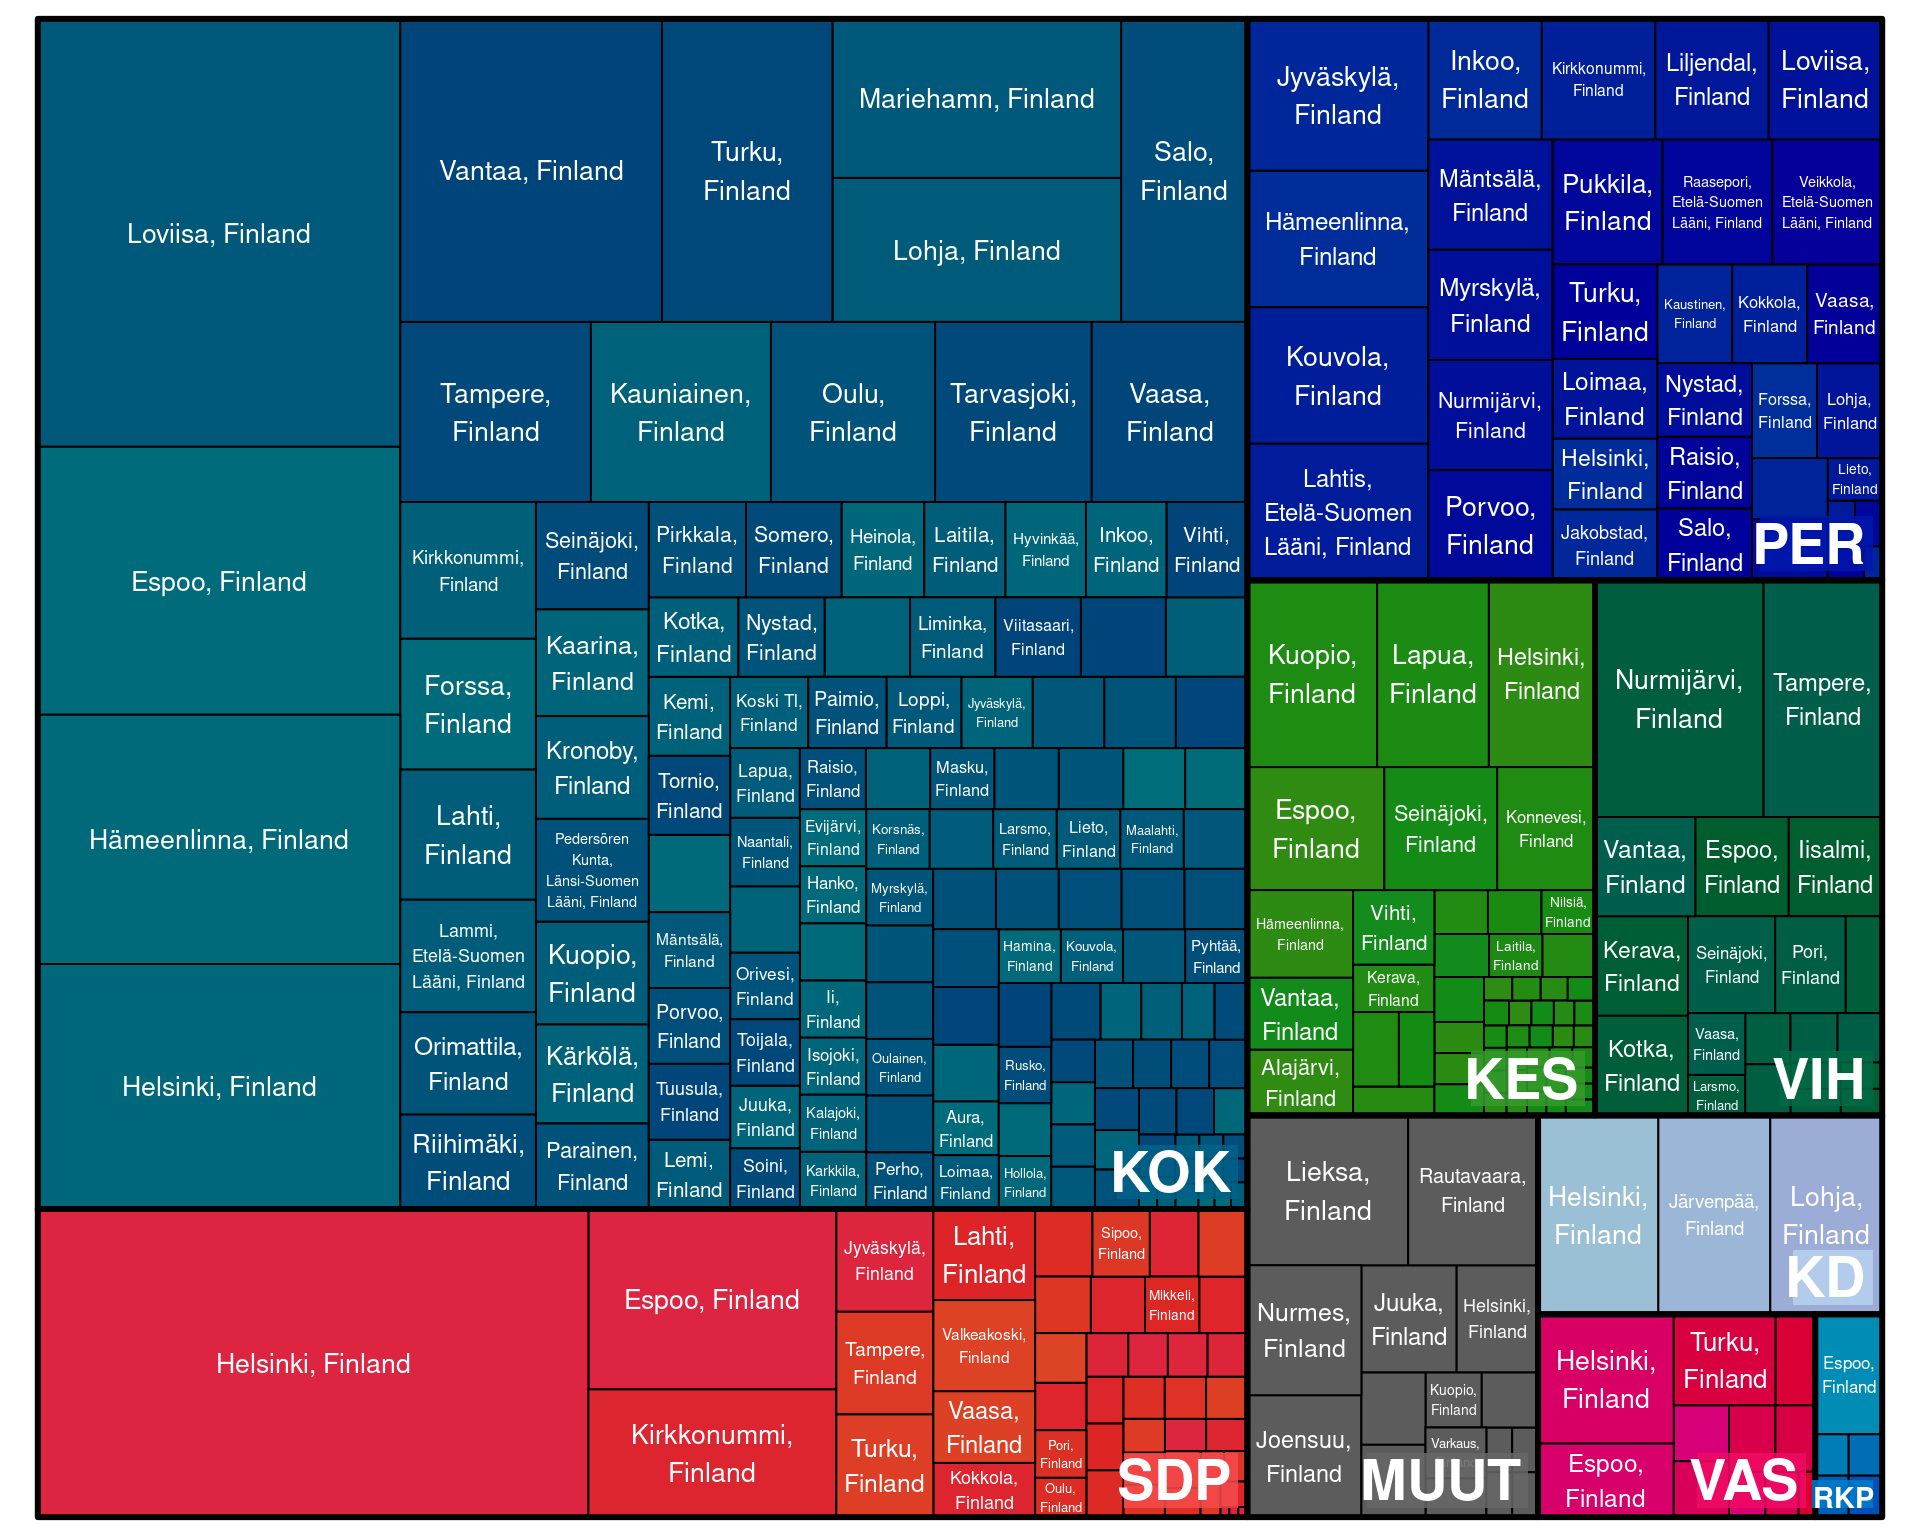 Loviisa, Finland
Espoo, Finland
Hämeenlinna, Finland
Helsinki, Finland
Vantaa, Finland
Turku,
Finland
Mariehamn, Finland
Lohja, Finland
Salo,
Finland
Tampere,
Finland
Kauniainen,
Finland
Oulu,
Finland
Tarvasjoki,
Finland
Vaasa,
Finland
Kirkkonummi,
Finland
Forssa,
Finland
Lahti,
Finland
Lammi,
Etelä-Suomen
Lääni, Finland
Orimattila,
Finland
Riihimäki,
Finland
Seinäjoki,
Finland
Kaarina,
Finland
Kronoby,
Finland
Pedersören
Kunta,
Länsi-Suomen
Lääni, Finland
Kuopio,
Finland
Kärkölä,
Finland
Parainen,
Finland
Pirkkala,
Finland
Somero,
Finland
Heinola,
Finland
Laitila,
Finland
Hyvinkää,
Finland
Inkoo,
Finland
Vihti,
Finland
Kotka,
Finland
Nystad,
Finland
Liminka,
Finland
Viitasaari,
Finland
Kemi,
Finland
Tornio,
Finland
Mäntsälä,
Finland
Porvoo,
Finland
Tuusula,
Finland
Lemi,
Finland
Koski Tl,
Finland
Paimio,
Finland
Loppi,
Finland
Jyväskylä,
Finland
Lapua,
Finland
Naantali,
Finland
Orivesi,
Finland
Toijala,
Finland
Juuka,
Finland
Soini,
Finland
Raisio,
Finland
Masku,
Finland
Evijärvi,
Finland
Korsnäs,
Finland
Larsmo,
Finland
Lieto,
Finland
Maalahti,
Finland
Hanko,
Finland
Myrskylä,
Finland
Hamina,
Finland
Kouvola,
Finland
Pyhtää,
Finland
Ii,
Finland
Isojoki,
Finland
Oulainen,
Finland
Rusko,
Finland
Kalajoki,
Finland
Aura,
Finland
Karkkila,
Finland
Perho,
Finland
Loimaa,
Finland
Hollola,
Finland
KOK
Jyväskylä,
Finland
Hämeenlinna,
Finland
Kouvola,
Finland
Lahtis,
Etelä-Suomen
Lääni, Finland
Inkoo,
Finland
Kirkkonummi,
Finland
Liljendal,
Finland
Loviisa,
Finland
Mäntsälä,
Finland
Myrskylä,
Finland
Nurmijärvi,
Finland
Porvoo,
Finland
Pukkila,
Finland
Raasepori,
Etelä-Suomen
Lääni, Finland
Veikkola,
Etelä-Suomen
Lääni, Finland
Turku,
Finland
Kaustinen,
Finland
Kokkola,
Finland
Vaasa,
Finland
Loimaa,
Finland
Helsinki,
Finland
Jakobstad,
Finland
Nystad,
Finland
Raisio,
Finland
Salo,
Finland
Forssa,
Finland
Lohja,
Finland
Lieto,
Finland
PER
Kuopio,
Finland
Lapua,
Finland
Helsinki,
Finland
Espoo,
Finland
Seinäjoki,
Finland
Konnevesi,
Finland
Hämeenlinna,
Finland
Vantaa,
Finland
Alajärvi,
Finland
Vihti,
Finland
Kerava,
Finland
Nilsiä,
Finland
Laitila,
Finland
KES
Nurmijärvi,
Finland
Tampere,
Finland
Vantaa,
Finland
Espoo,
Finland
Iisalmi,
Finland
Kerava,
Finland
Kotka,
Finland
Seinäjoki,
Finland
Pori,
Finland
Vaasa,
Finland
Larsmo,
Finland
VIH
Helsinki, Finland
Espoo, Finland
Kirkkonummi,
Finland
Jyväskylä,
Finland
Tampere,
Finland
Turku,
Finland
Lahti,
Finland
Valkeakoski,
Finland
Vaasa,
Finland
Kokkola,
Finland
Sipoo,
Finland
Mikkeli,
Finland
Pori,
Finland
Oulu,
Finland
SDP
Lieksa,
Finland
Rautavaara,
Finland
Nurmes,
Finland
Joensuu,
Finland
Juuka,
Finland
Helsinki,
Finland
Kuopio,
Finland
Varkaus,
MUUT
Helsinki,
Finland
Järvenpää,
Finland
Lohja,
Finland
KD
Helsinki,
Finland
Espoo,
Finland
Turku,
Finland
VAS
Espoo,
Finland
RKP